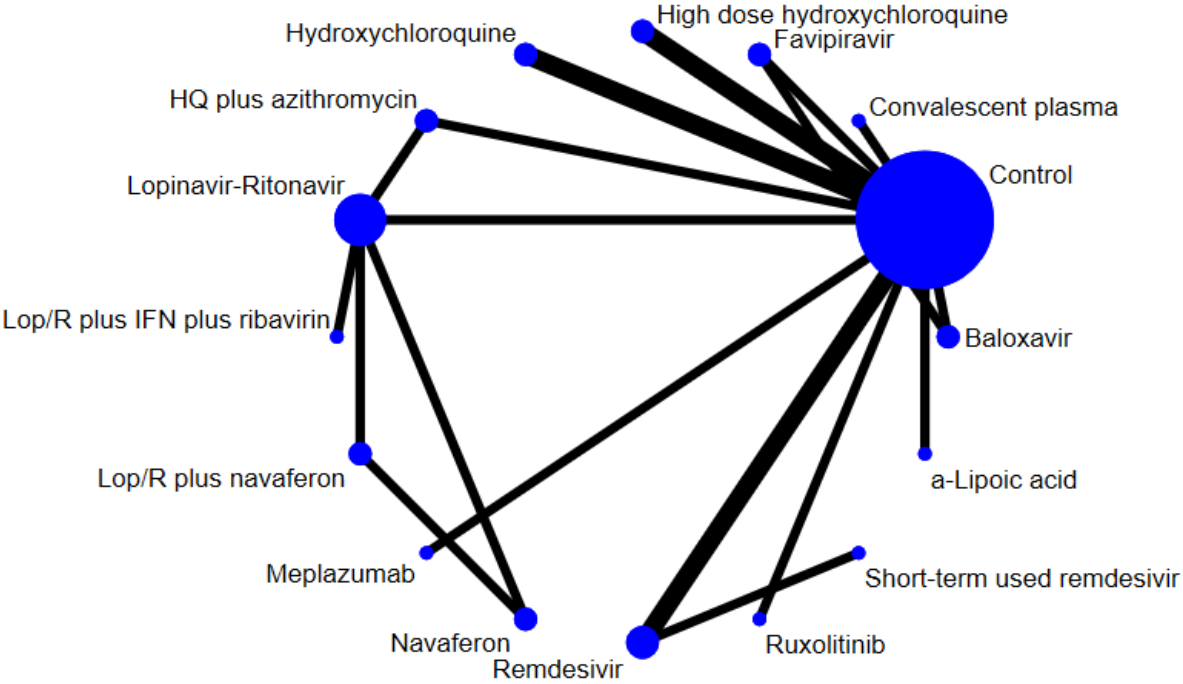 High dose hydroxychloroquine
Hydroxychloroquine
Favipiravir
HQ plus azithromycin
Convalescent plasma
Lopinavir-Ritonavir
Control
Lop/R plus IFN plus ribavirin
Baloxavir
Lop/R plus navaferon
a-Lipoic acid
Meplazumab
Short-term used remdesivir
Navaferon
Ruxolitinib
Remdesivir